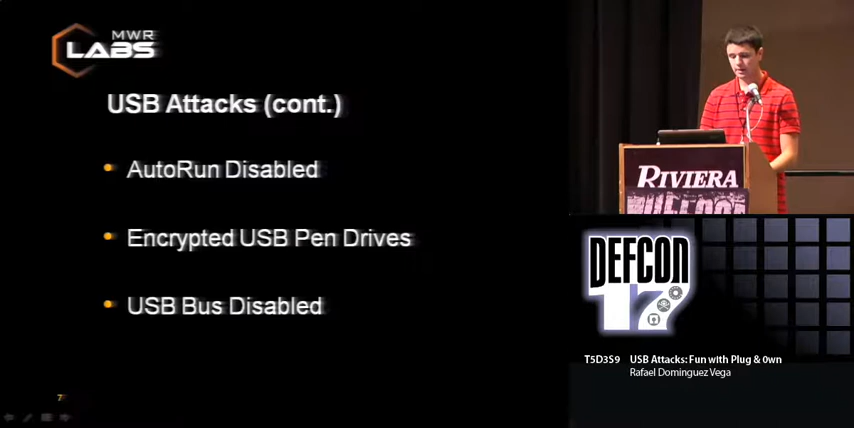 MWR
LABS
USB Attacks (cont.)
AutoRun Disabled
Encrypted USB Pen Drives
USB Bus Disabled
7
RIVIERA
DEFCON
17
T5D3S9 USB Attacks: Fun with Plug & 0wn
Rafael Dominguez Vega